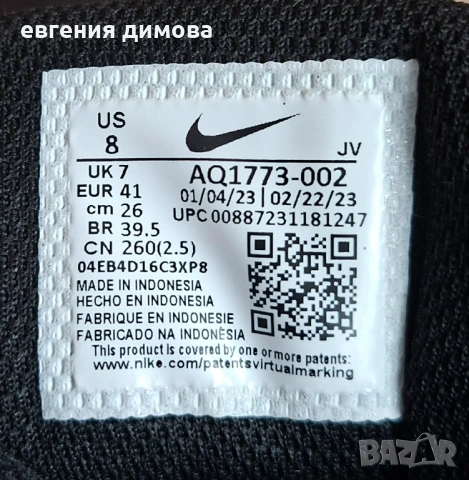 евгения димова
US
8
JV
UK 7
EUR 41
cm 26
BR 39.5
CN 260(2.5)
AQ1773-002
01/04/23 | 02/22/23
UPC 00887231181247
04EB4D16C3XP8
MADE IN INDONESIA
HECHO EN INDONESIA
FABRIQUE EN INDONESIE
FABRICADO NA INDONÈSIA
This product is covered by one or more patents:
www.nike.com/patentsvirtualmarking
BAZAR